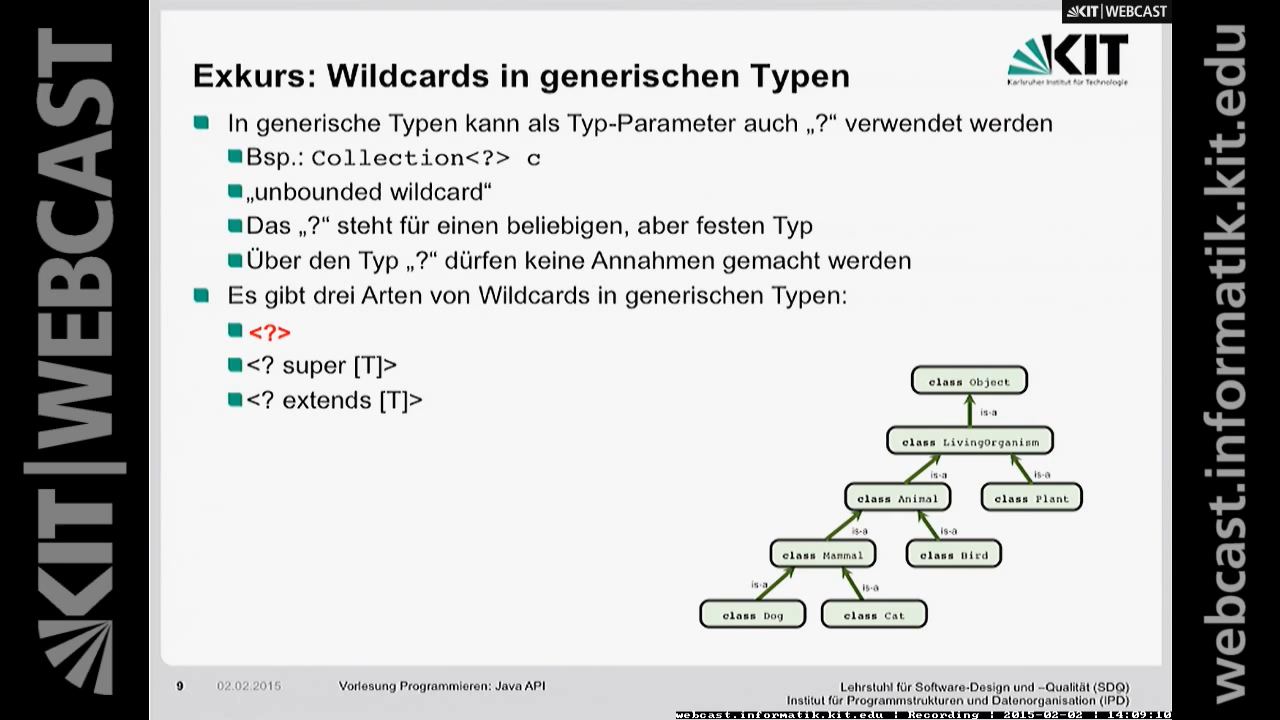 KIT|WEBCAST
KIT|WEBCAST
webcast.informatik.kit.edu
Exkurs: Wildcards in generischen Typen
KIT
Karlsruher Institut für Technologie
In generische Typen kann als Typ-Parameter auch „?“ verwendet werden
Bsp.: Collection<?> c
„unbounded wildcard“
Das „?“ steht für einen beliebigen, aber festen Typ
Über den Typ „?“ dürfen keine Annahmen gemacht werden
Es gibt drei Arten von Wildcards in generischen Typen:
<?>
<? super [T]>
<? extends [T]>
class Object
is-a
class LivingOrganism
is-a
is-a
class Animal
class Plant
is-a
is-a
class Mammal
class Bird
is-a
is-a
class Dog
class Cat
9
02.02.2015
Vorlesung Programmieren: Java API
Lehrstuhl für Software-Design und –Qualität (SDQ)
Institut für Programmstrukturen und Datenorganisation (IPD)
webcast.informatik.kit.edu | Recording | 2015-02-02 | 14:09:10